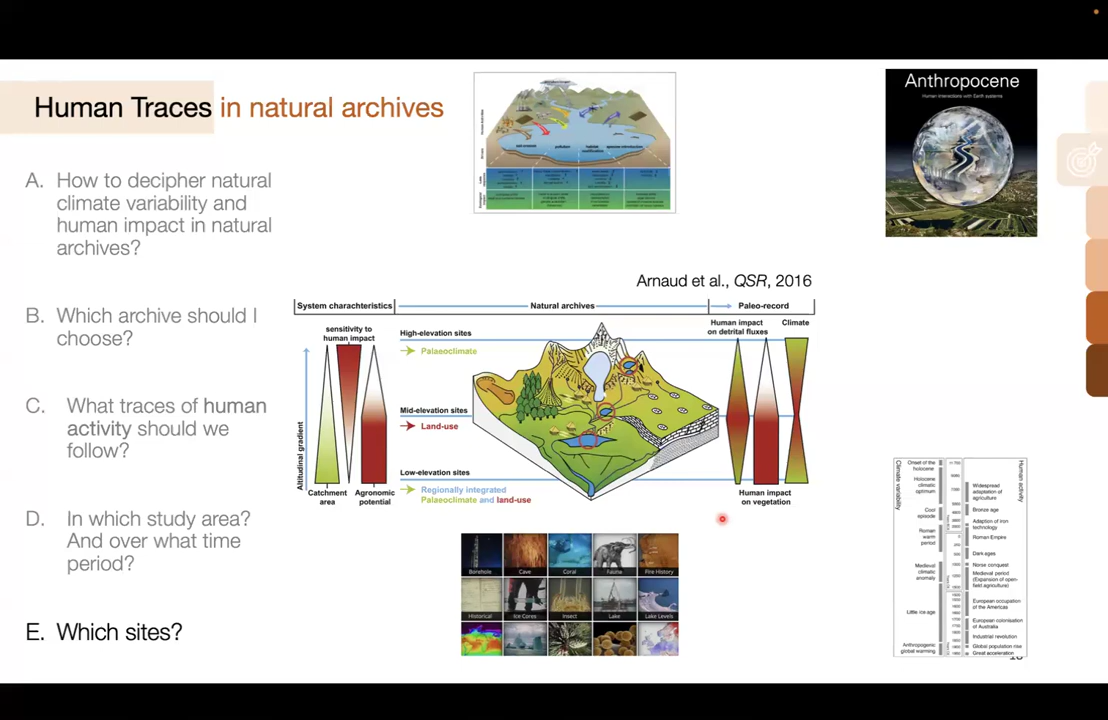 Human Traces in natural archives
A. How to decipher natural
climate variability and
human impact in natural
archives?
B. Which archive should I
choose?
C. What traces of human
activity should we
follow?
D. In which study area?
And over what time
period?
E. Which sites?
Anthropocene
Human Interactions with Earth systems
Arnaud et al., QSR, 2016
System charachteristics
Natural archives
Paleo-record
sensitivity to
human impact
High-elevation sites
Palaeoclimate
Human impact
on detrital fluxes
Climate
Altitudinal gradient
Mid-elevation sites
Land-use
Low-elevation sites
Regionally integrated
Palaeoclimate and land-use
Catchment
area
Agronomic
potential
Human impact
on vegetation
Borehole
Cave
Coral
Fauna
Fire History
Historical
Ice Cores
Insect
Lake
Lake Levels
Climate variability
Human activity
Onset of the
holocene
Holocene
climatic
optimum
Cool
episode
Roman
warm
period
Medieval
climatic
anomaly
Little ice age
Anthropogenic
global warming
Widespread
adaptation of
agriculture
Bronze age
Adaption of iron
technology
Roman Empire
Dark ages
Norse conquest
Medieval period
(Expansion of open-
field agriculture)
European occupation
of the Americas
European colonisation
of Australia
Industrial revolution
Global population rise
Great acceleration